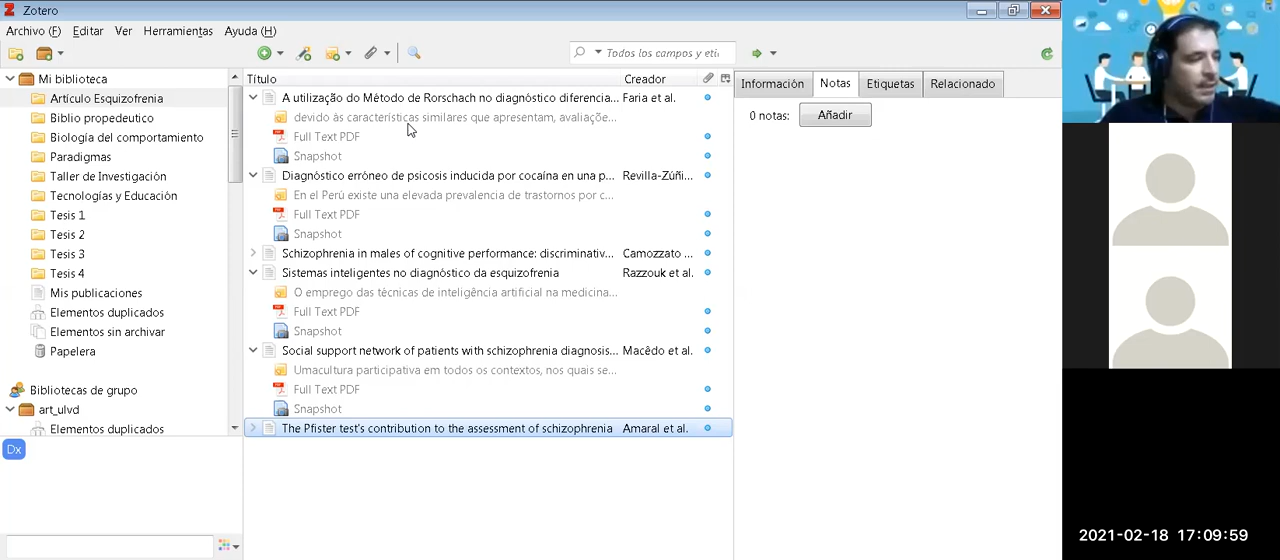 Zotero
Archivo (F) Editar Ver Herramientas Ayuda (H)
Todos los campos y eti
Mi biblioteca
Artículo Esquizofrenia
Biblio propedeutico
Biología del comportamiento
Paradigmas
Taller de Investigación
Tecnologías y Educación
Tesis 1
Tesis 2
Tesis 3
Tesis 4
Mis publicaciones
Elementos duplicados
Elementos sin archivar
Papelera
Bibliotecas de grupo
art_ulvd
Elementos duplicados
Dx
Título Creador
A utilização do Método de Rorschach no diagnóstico diferencia... Faria et al.
devido às características similares que apresentam, avaliaçõe...
Full Text PDF
Snapshot
Diagnóstico erróneo de psicosis inducida por cocaína en una p... Revilla-Zúñi...
En el Perú existe una elevada prevalencia de trastornos por c...
Full Text PDF
Snapshot
Schizophrenia in males of cognitive performance: discriminativ... Camozzato ...
Sistemas inteligentes no diagnóstico da esquizofrenia Razzouk et al.
O emprego das técnicas de inteligência artificial na medicina...
Full Text PDF
Snapshot
Social support network of patients with schizophrenia diagnosis... Macêdo et al.
Umacultura participativa em todos os contextos, nos quais se...
Full Text PDF
Snapshot
The Pfister test's contribution to the assessment of schizophrenia Amaral et al.
Información Notas Etiquetas Relacionado
0 notas: Añadir
2021-02-18 17:09:59